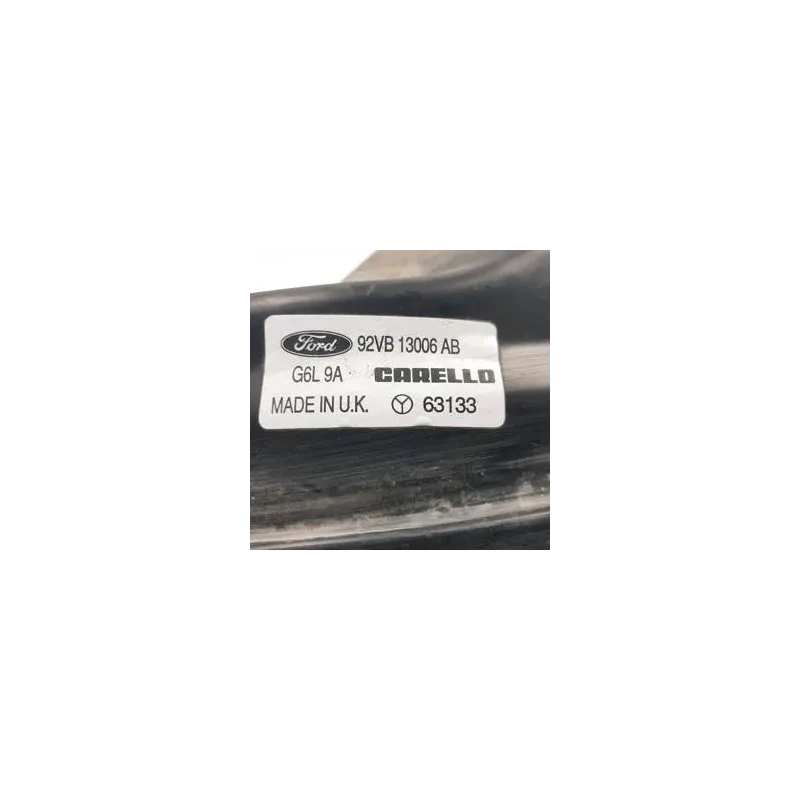 Ford 92VB 13006 AB
G6L 9A CARELLO
MADE IN U.K. 63133